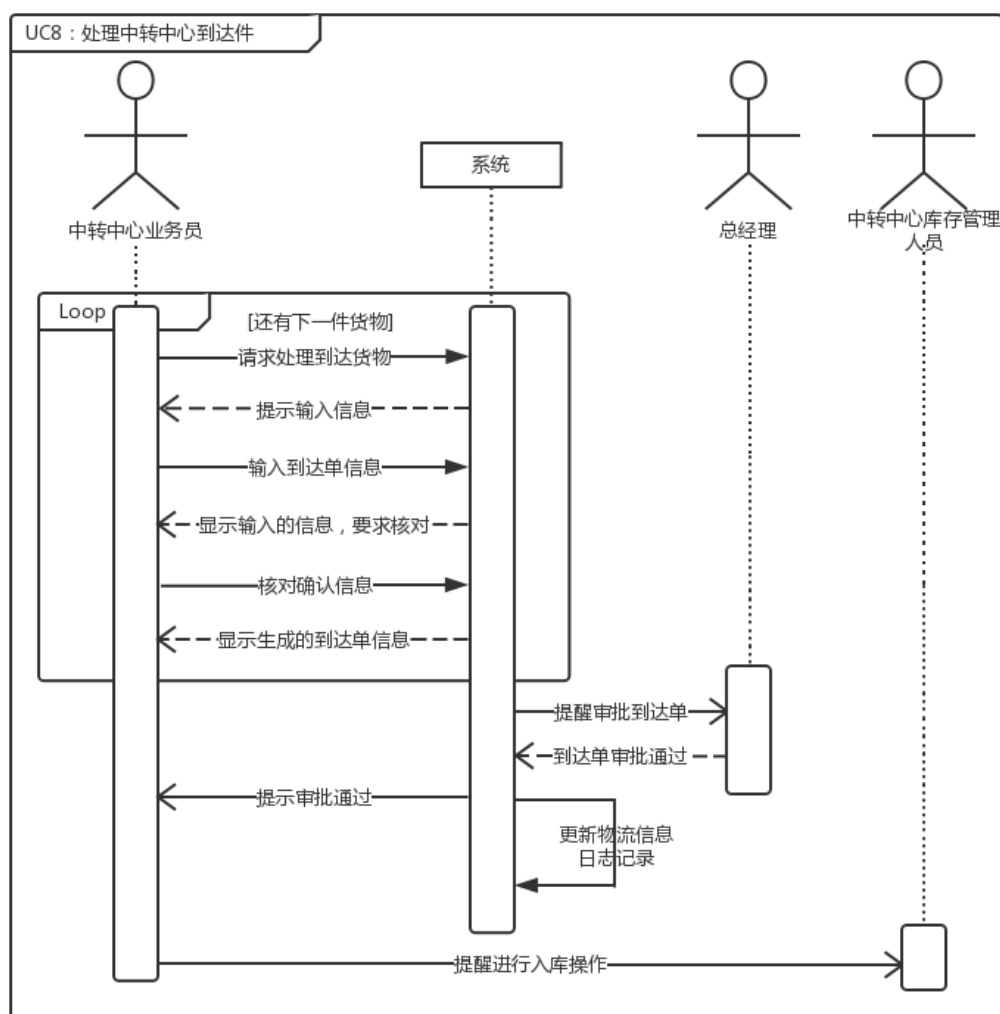 UC8：处理中转中心到达件
系统
中转中心业务员
总经理
中转中心库存管理
人员
Loop
[还有下一件货物]
请求处理到达货物
提示输入信息
输入到达单信息
显示输入的信息，要求核对
核对确认信息
显示生成的到达单信息
提醒审批到达单
到达单审批通过
提示审批通过
更新物流信息
日志记录
提醒进行入库操作